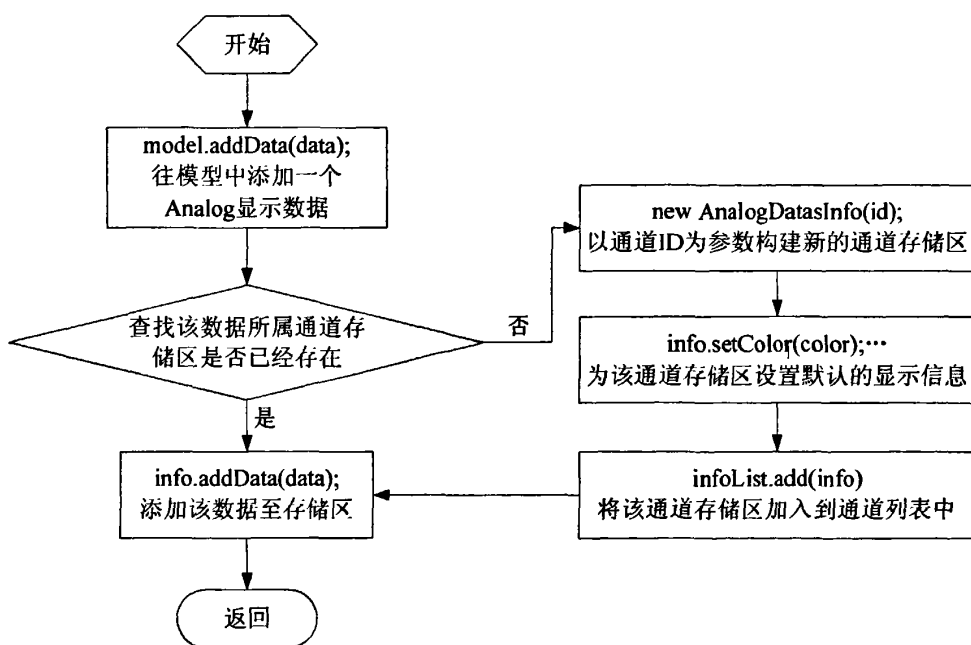 开始
model.addData(data);
往模型中添加一个
Analog显示数据
查找该数据所属通道存
储区是否已经存在
否
是
new AnalogDatasInfo(id);
以通道ID为参数构建新的通道存储区
info.setColor(color);…
为该通道存储区设置默认的显示信息
infoList.add(info)
将该通道存储区加入到通道列表中
info.addData(data);
添加该数据至存储区
返回